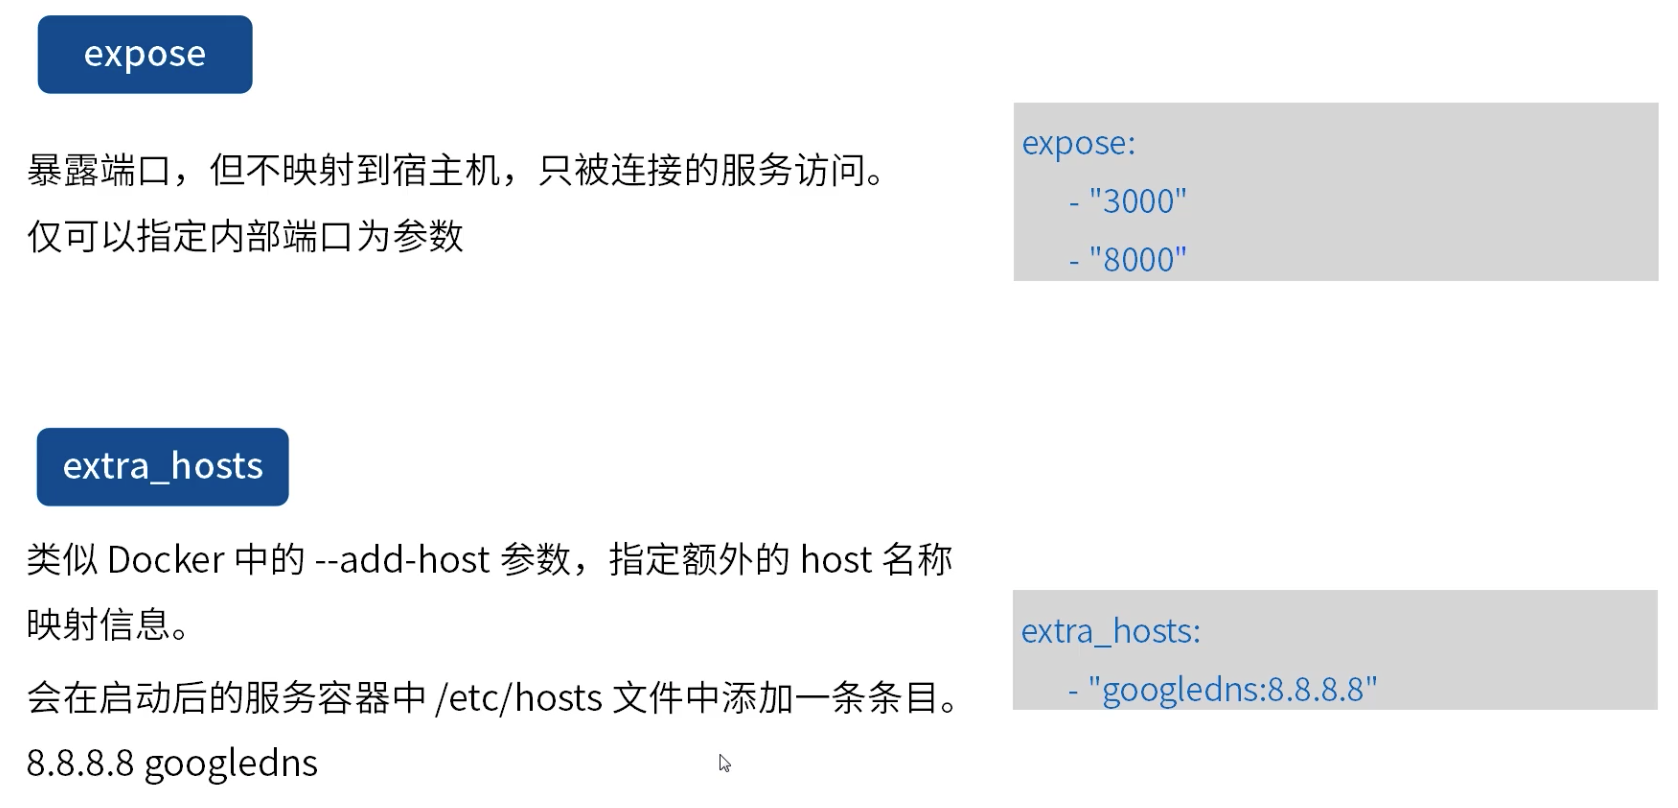 expose
暴露端口，但不映射到宿主机，只被连接的服务访问。
仅可以指定内部端口为参数
expose:
- "3000"
- "8000"
extra_hosts
类似 Docker 中的 --add-host 参数，指定额外的 host 名称
映射信息。
会在启动后的服务容器中 /etc/hosts 文件中添加一条条目。
8.8.8.8 googledns
extra_hosts:
- "googledns:8.8.8.8"